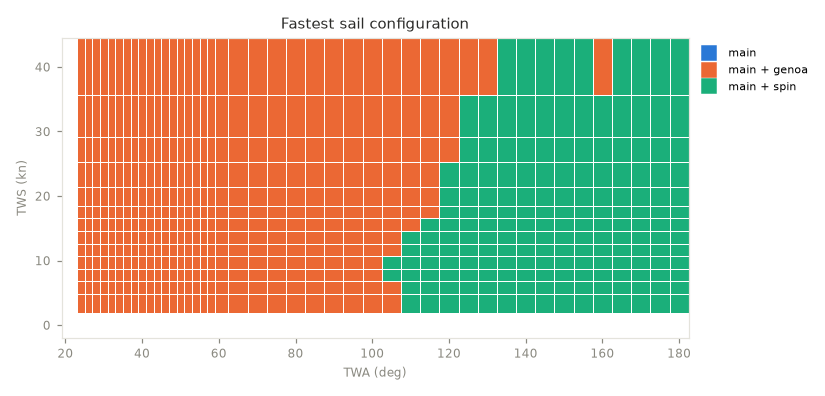 Fastest sail configuration
main
main + genoa
main + spin
TWS (kn)
40
30
20
10
0
20 40 60 80 100 120 140 160 180
TWA (deg)